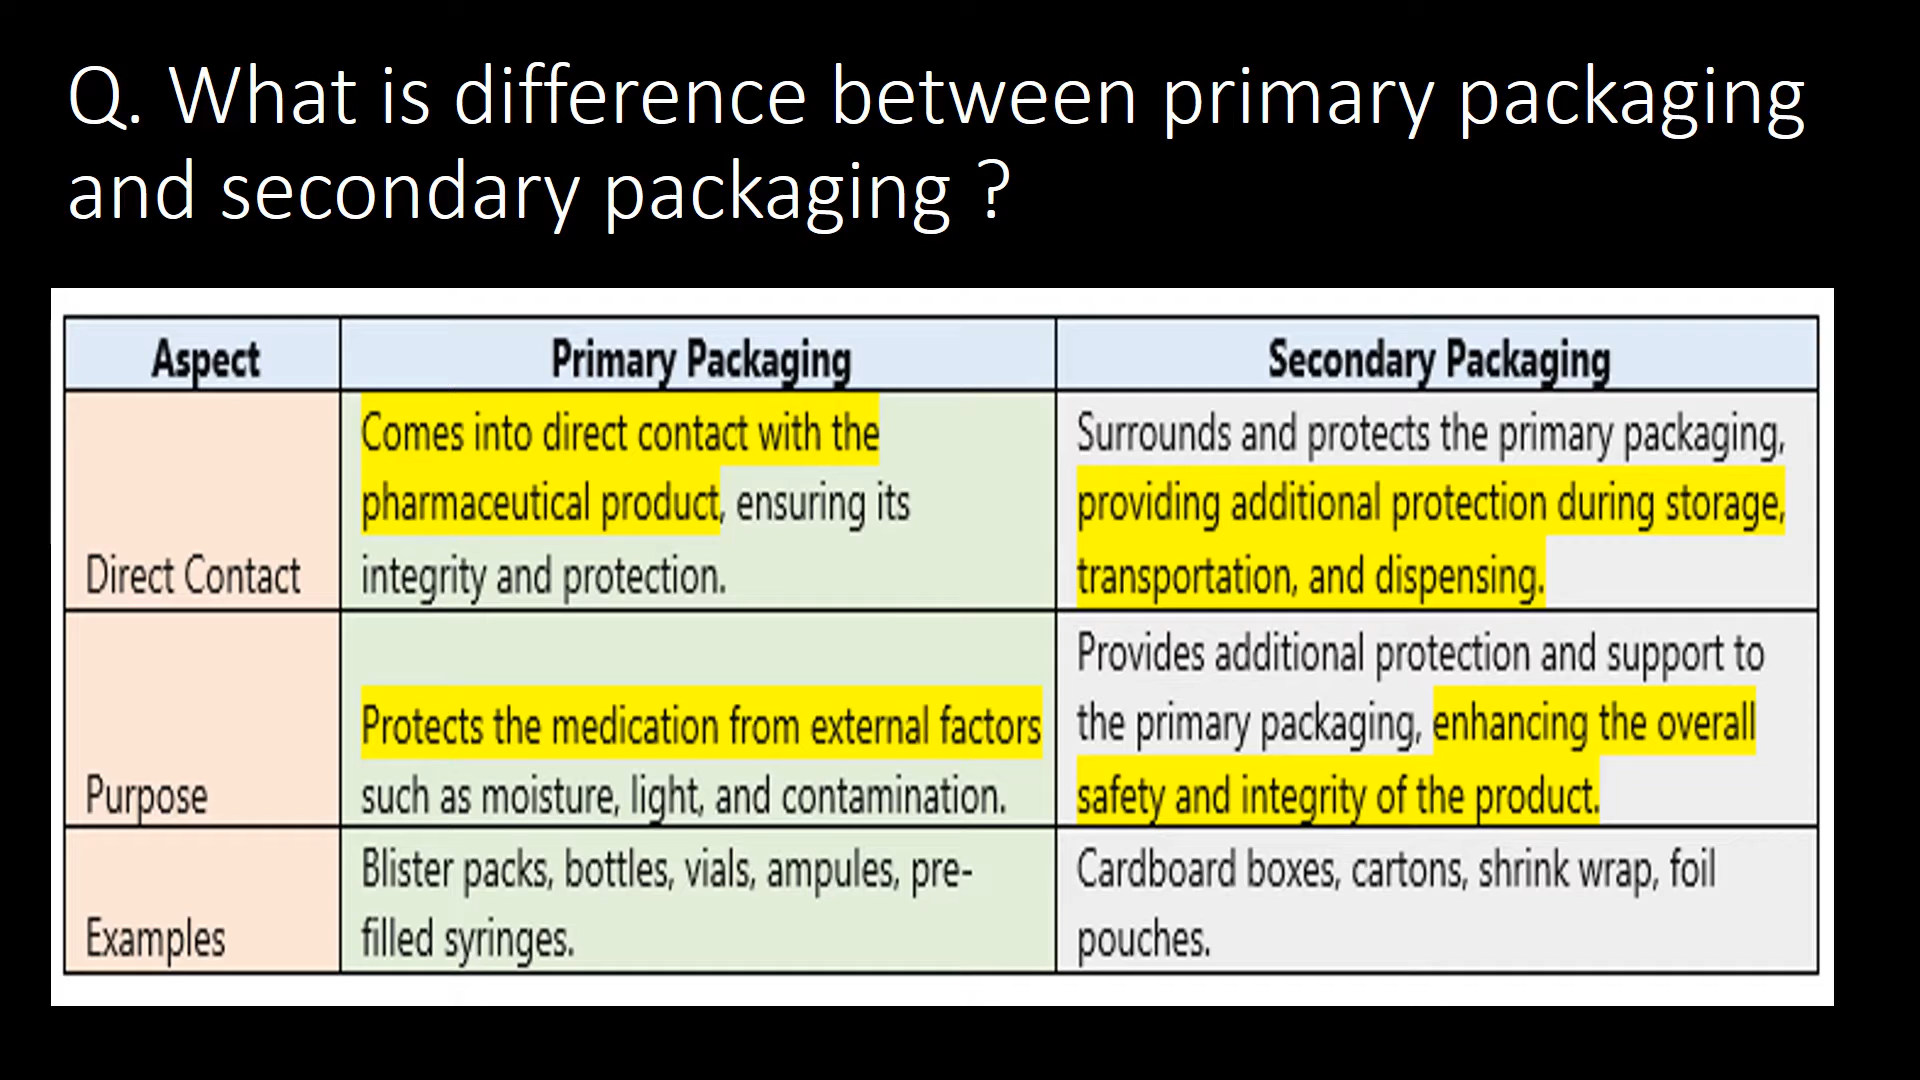 Q. What is difference between primary packaging
and secondary packaging ?
Aspect
Primary Packaging
Secondary Packaging
Direct Contact
Comes into direct contact with the
pharmaceutical product, ensuring its
integrity and protection.
Surrounds and protects the primary packaging,
providing additional protection during storage,
transportation, and dispensing.
Purpose
Protects the medication from external factors
such as moisture, light, and contamination.
Provides additional protection and support to
the primary packaging, enhancing the overall
safety and integrity of the product.
Examples
Blister packs, bottles, vials, ampules, pre-
filled syringes.
Cardboard boxes, cartons, shrink wrap, foil
pouches.